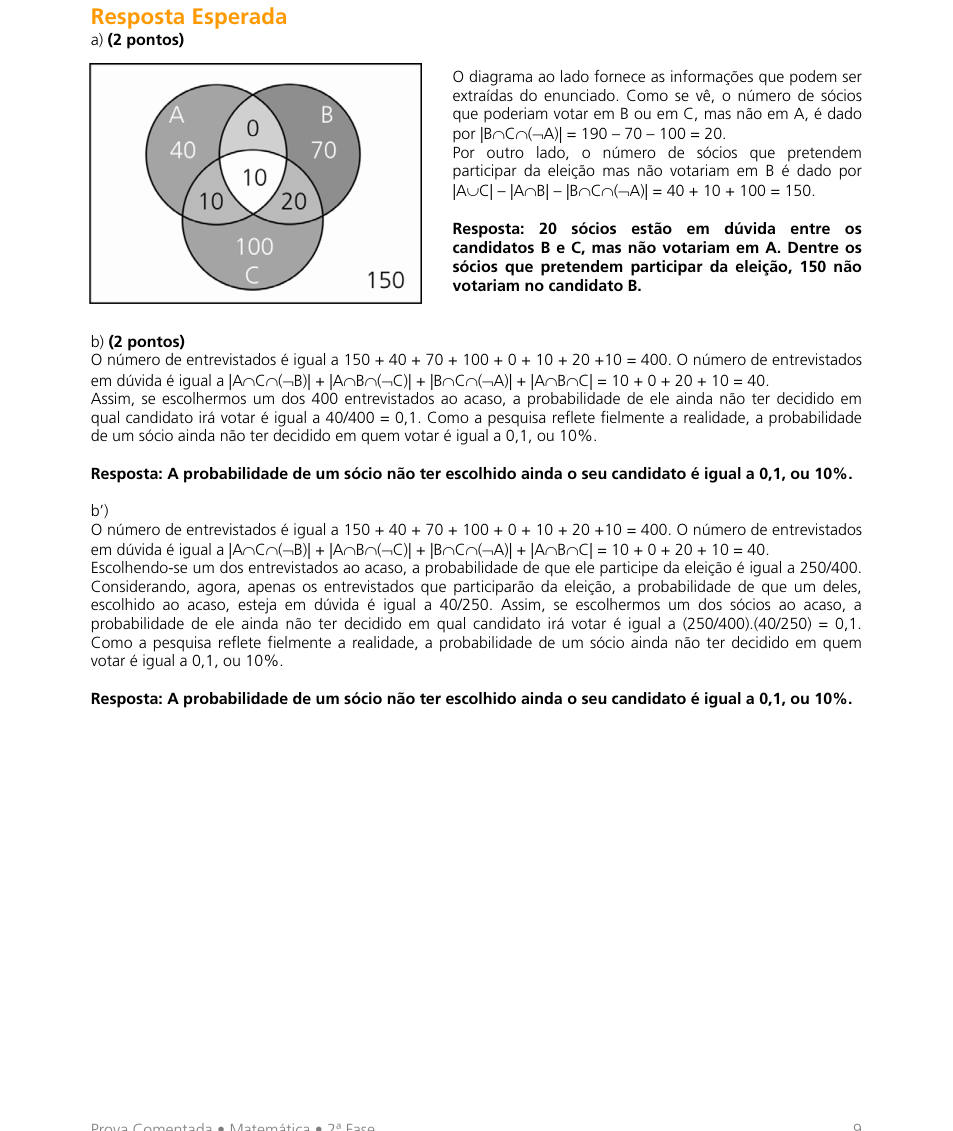 Resposta Esperada
a) (2 pontos)
A
B
0
40
70
10
10
20
100
C
150
O diagrama ao lado fornece as informações que podem ser
extraídas do enunciado. Como se vê, o número de sócios
que poderiam votar em B ou em C, mas não em A, é dado
por |B∩C∩(¬A)| = 190 – 70 – 100 = 20.
Por outro lado, o número de sócios que pretendem
participar da eleição mas não votariam em B é dado por
|A∪C| – |A∩B| – |B∩C∩(¬A)| = 40 + 10 + 100 = 150.
Resposta: 20 sócios estão em dúvida entre os
candidatos B e C, mas não votariam em A. Dentre os
sócios que pretendem participar da eleição, 150 não
votariam no candidato B.
b) (2 pontos)
O número de entrevistados é igual a 150 + 40 + 70 + 100 + 0 + 10 + 20 +10 = 400. O número de entrevistados
em dúvida é igual a |A∩C∩(¬B)| + |A∩B∩(¬C)| + |B∩C∩(¬A)| + |A∩B∩C| = 10 + 0 + 20 + 10 = 40.
Assim, se escolhermos um dos 400 entrevistados ao acaso, a probabilidade de ele ainda não ter decidido em
qual candidato irá votar é igual a 40/400 = 0,1. Como a pesquisa reflete fielmente a realidade, a probabilidade
de um sócio ainda não ter decidido em quem votar é igual a 0,1, ou 10%.
Resposta: A probabilidade de um sócio não ter escolhido ainda o seu candidato é igual a 0,1, ou 10%.
b’)
O número de entrevistados é igual a 150 + 40 + 70 + 100 + 0 + 10 + 20 +10 = 400. O número de entrevistados
em dúvida é igual a |A∩C∩(¬B)| + |A∩B∩(¬C)| + |B∩C∩(¬A)| + |A∩B∩C| = 10 + 0 + 20 + 10 = 40.
Escolhendo-se um dos entrevistados ao acaso, a probabilidade de que ele participe da eleição é igual a 250/400.
Considerando, agora, apenas os entrevistados que participarão da eleição, a probabilidade de que um deles,
escolhido ao acaso, esteja em dúvida é igual a 40/250. Assim, se escolhermos um dos sócios ao acaso, a
probabilidade de ele ainda não ter decidido em qual candidato irá votar é igual a (250/400).(40/250) = 0,1.
Como a pesquisa reflete fielmente a realidade, a probabilidade de um sócio ainda não ter decidido em quem
votar é igual a 0,1, ou 10%.
Resposta: A probabilidade de um sócio não ter escolhido ainda o seu candidato é igual a 0,1, ou 10%.
Prova Comentada • Matemática • 2ª Fase 9